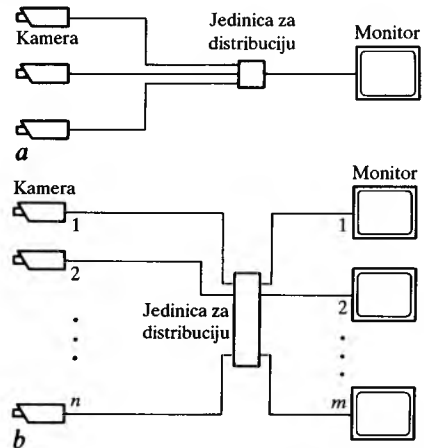 Jedinica za
distribuciju
Kamera
Monitor
a
Kamera
Monitor
1
1
2
2
Jedinica za
distribuciju
n
m
b